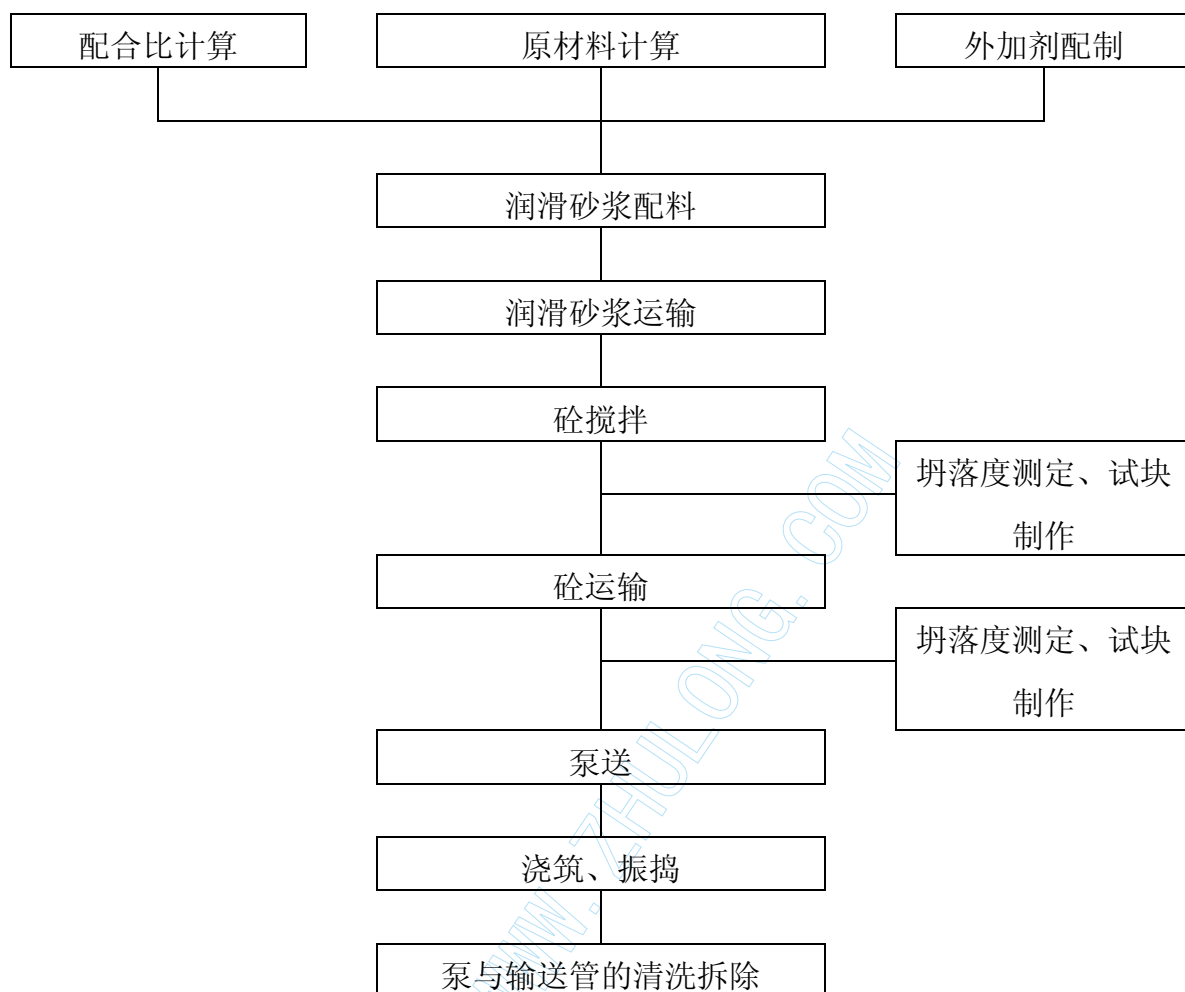 配合比计算
原材料计算
外加剂配制
润滑砂浆配料
润滑砂浆运输
砼搅拌
坍落度测定、试块
制作
砼运输
坍落度测定、试块
制作
泵送
浇筑、振捣
泵与输送管的清洗拆除
WWW.ZHULONG.COM